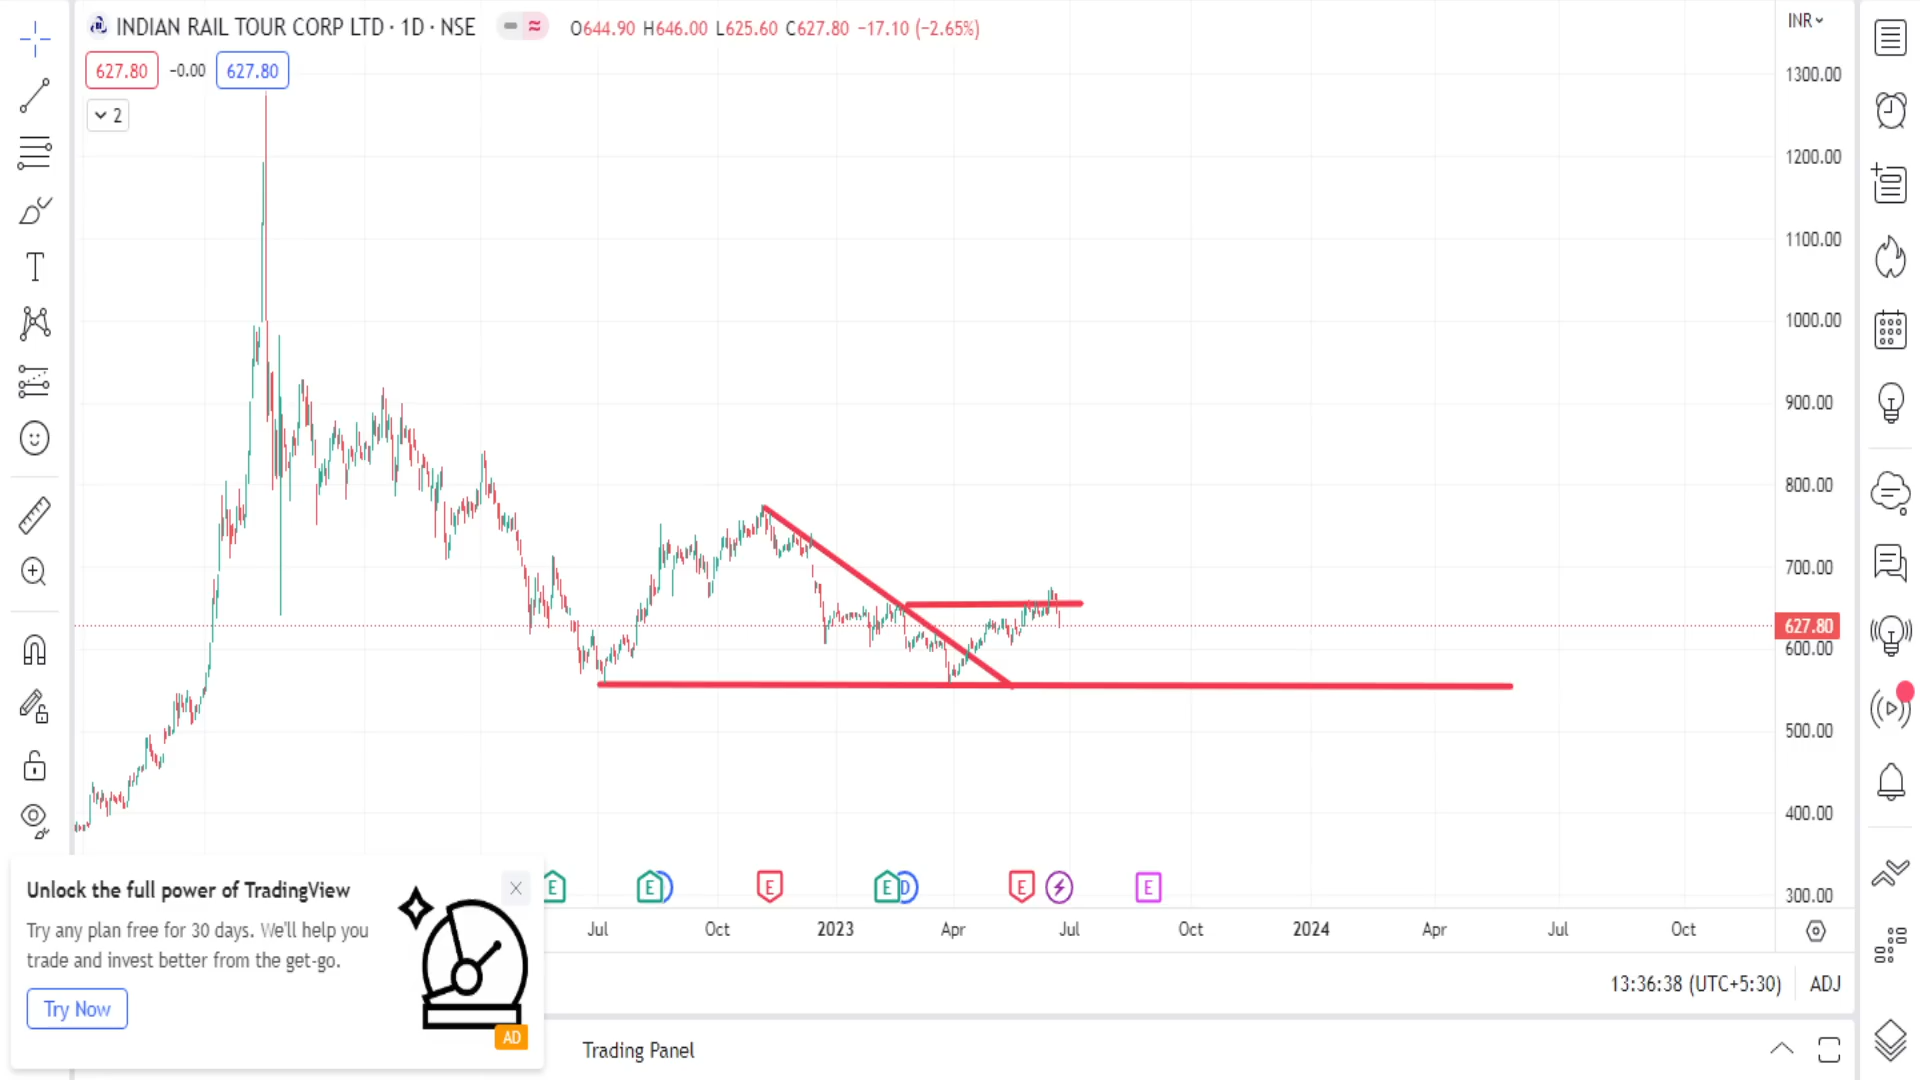 INDIAN RAIL TOUR CORP LTD · 1D · NSE O644.90 H646.00 L625.60 C627.80 −17.10 (−2.65%)
INR
627.80 −0.00 627.80
2
1300.00
1200.00
1100.00
1000.00
900.00
800.00
700.00
627.80
600.00
500.00
400.00
300.00
E E D E E D E E
Jul Oct 2023 Apr Jul Oct 2024 Apr Jul Oct
Unlock the full power of TradingView
Try any plan free for 30 days. We'll help you
trade and invest better from the get-go.
Try Now
AD
13:36:38 (UTC+5:30) ADJ
Trading Panel